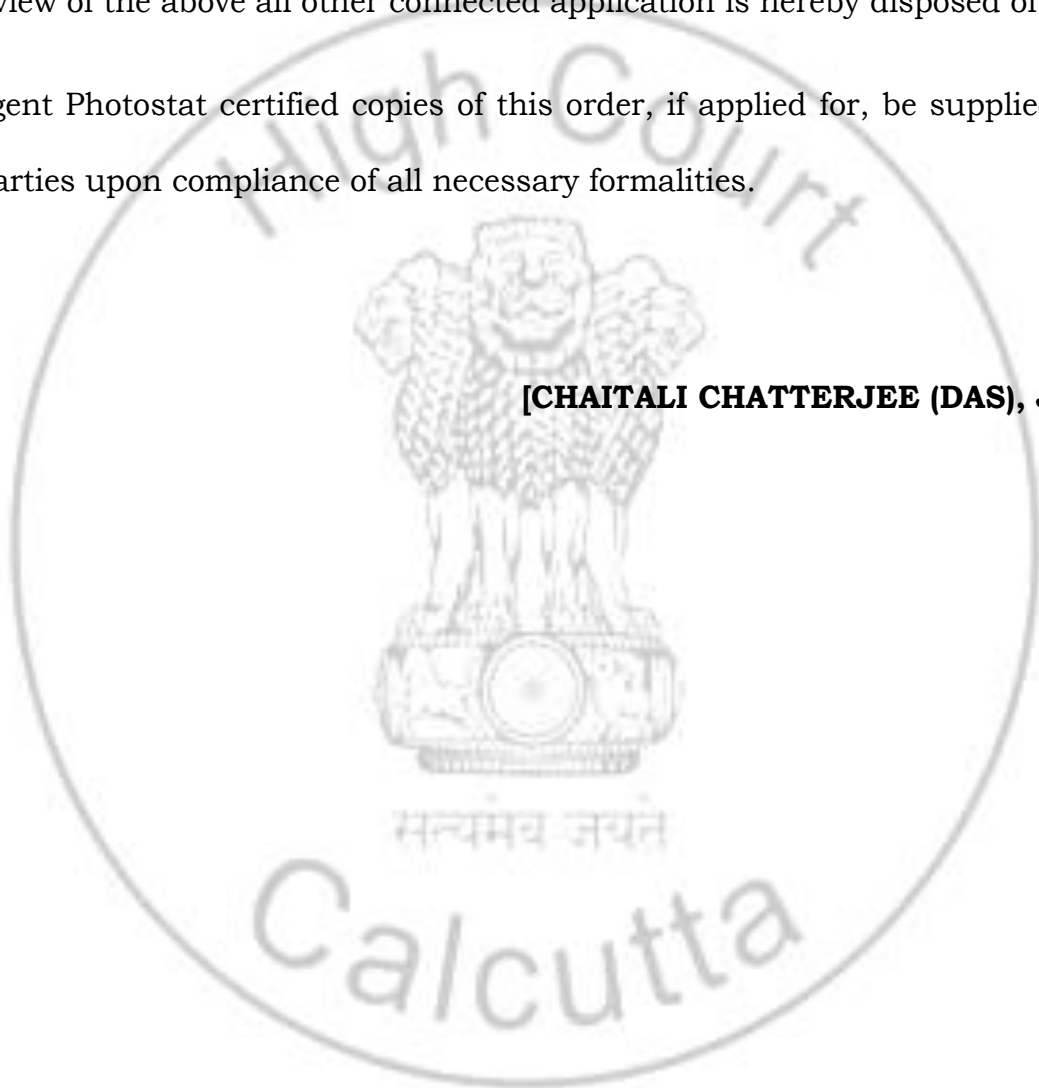 view of the above all other connected application is hereby disposed of
gent Photostat certified copies of this order, if applied for, be supplied
arties upon compliance of all necessary formalities.
[CHAITALI CHATTERJEE (DAS), J
High Court
सत्यमेव जयते
Calcutta